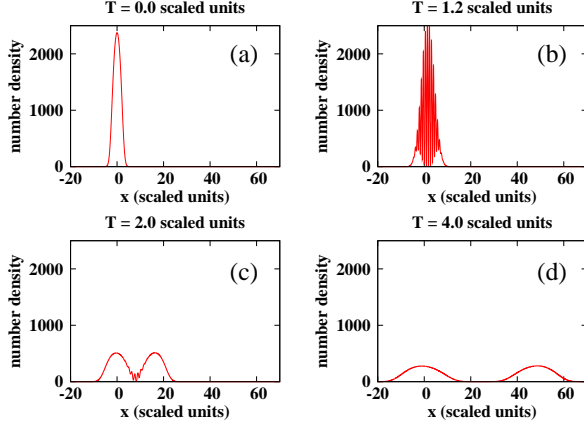 T = 0.0 scaled units
number density
2000
1000
0
(a)
-20 0 20 40 60
x (scaled units)
T = 1.2 scaled units
number density
2000
1000
0
(b)
-20 0 20 40 60
x (scaled units)
T = 2.0 scaled units
number density
2000
1000
0
(c)
-20 0 20 40 60
x (scaled units)
T = 4.0 scaled units
number density
2000
1000
0
(d)
-20 0 20 40 60
x (scaled units)